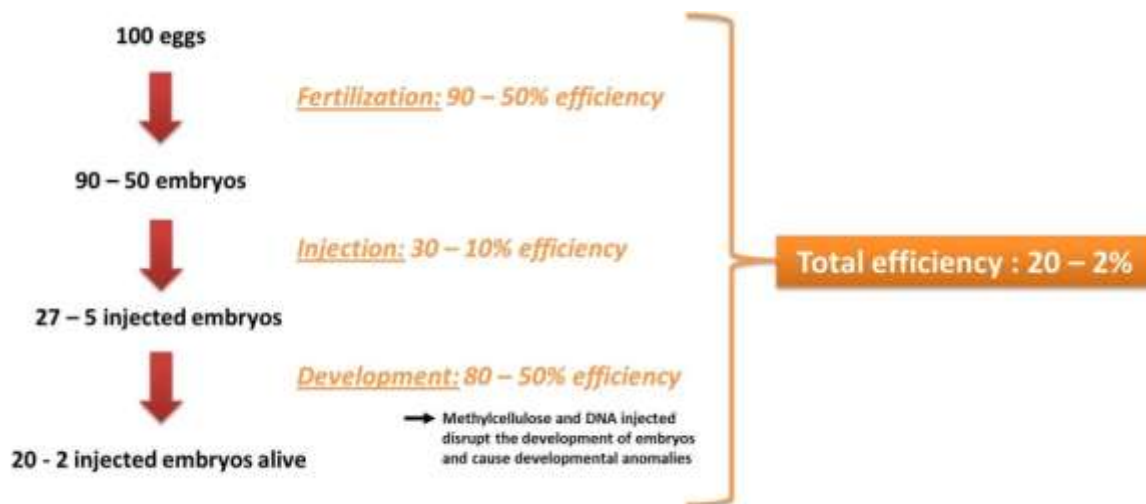 100 eggs
Fertilization: 90 – 50% efficiency
90 – 50 embryos
Injection: 30 – 10% efficiency
Total efficiency : 20 – 2%
27 – 5 injected embryos
Development: 80 – 50% efficiency
Methylcellulose and DNA injected
disrupt the development of embryos
and cause developmental anomalies
20 - 2 injected embryos alive